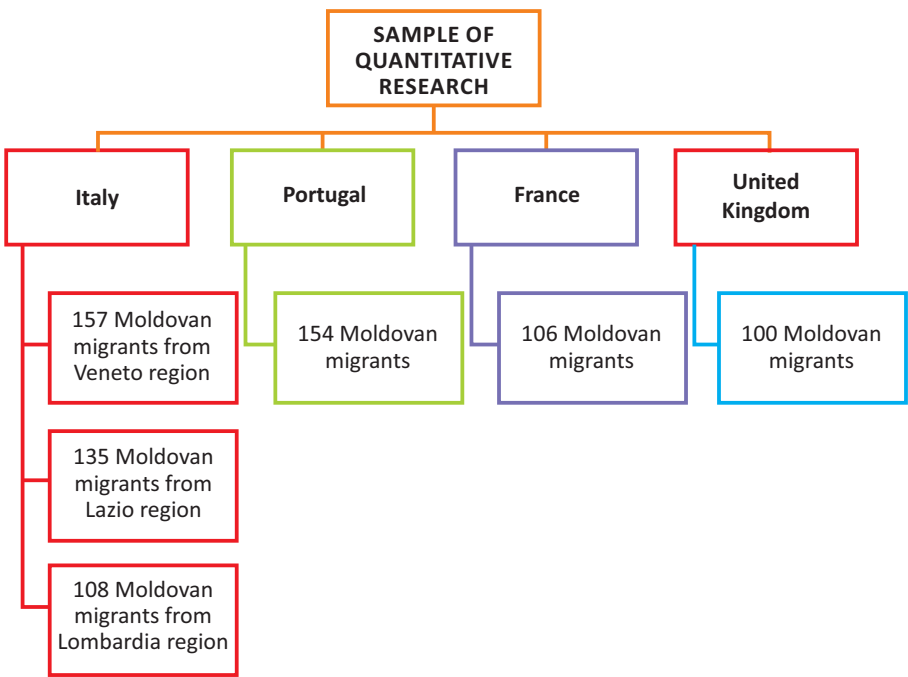 SAMPLE OF
QUANTITATIVE
RESEARCH
Italy
Portugal
France
United
Kingdom
157 Moldovan
migrants from
Veneto region
154 Moldovan
migrants
106 Moldovan
migrants
100 Moldovan
migrants
135 Moldovan
migrants from
Lazio region
108 Moldovan
migrants from
Lombardia region